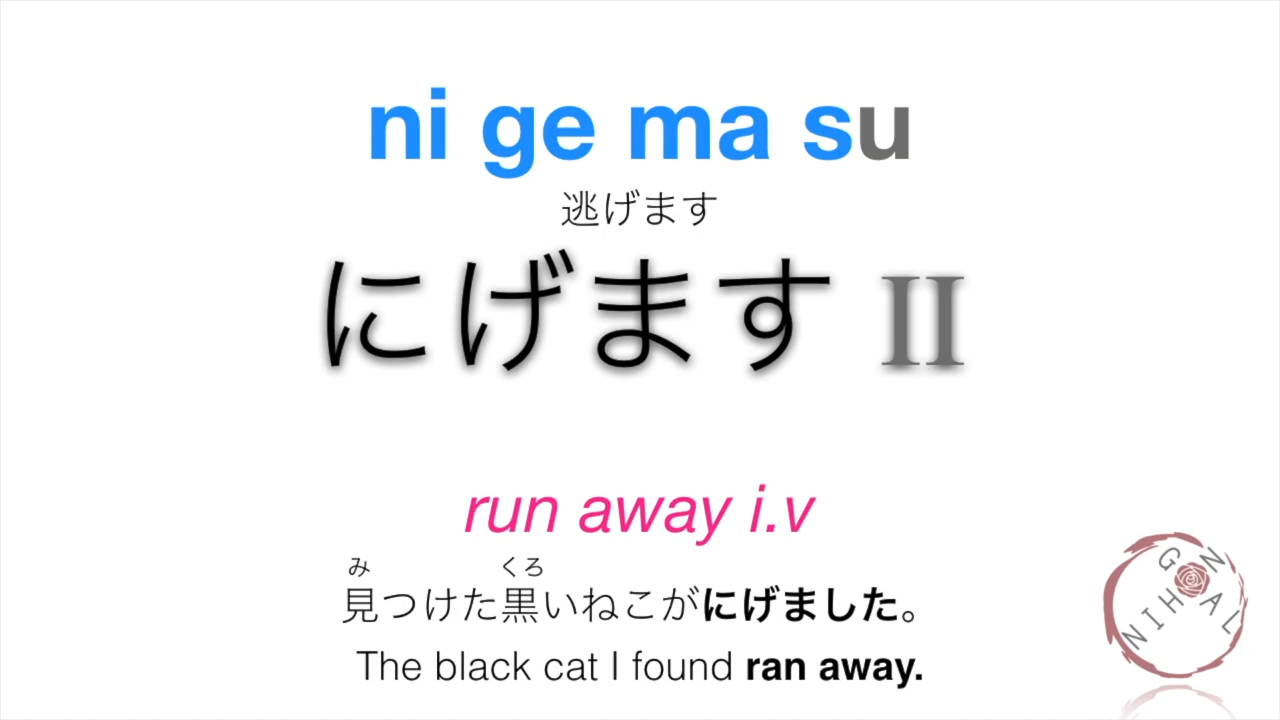 ni ge ma su
逃げます
にげます II
run away i.v
み くろ
見つけた黒いねこがにげました。
The black cat I found ran away.
NIHON
GAL